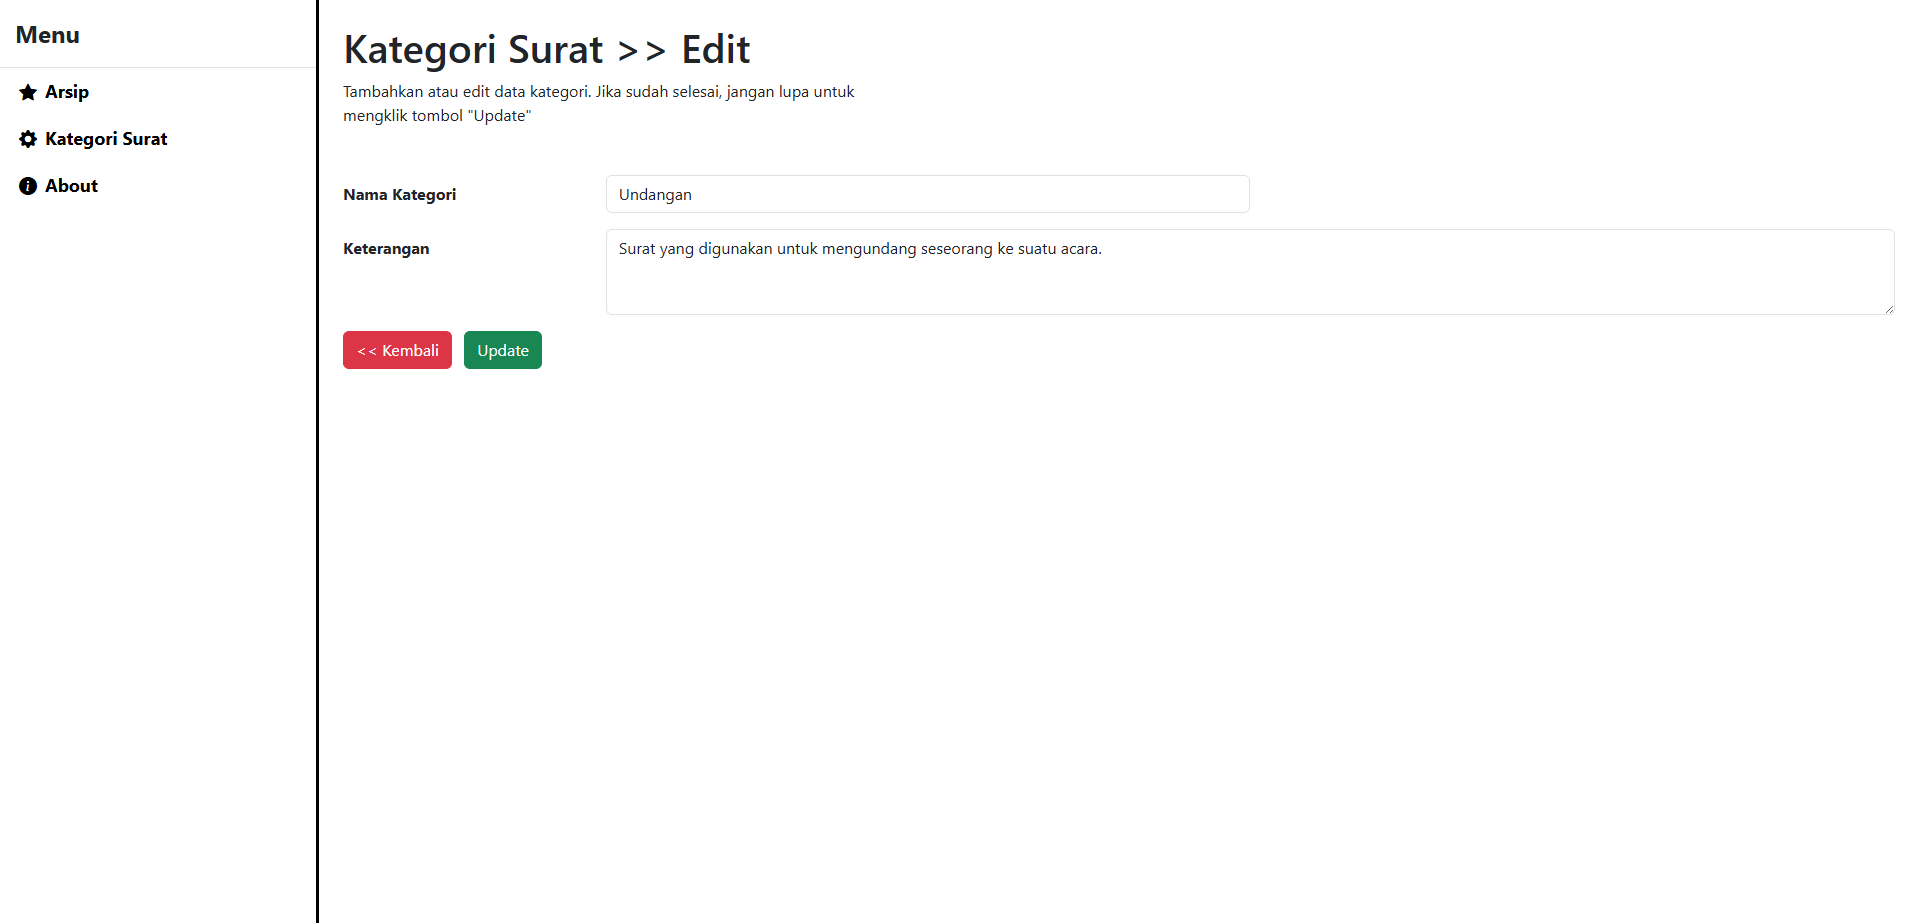 Menu
Arsip
Kategori Surat
About
Kategori Surat >> Edit
Tambahkan atau edit data kategori. Jika sudah selesai, jangan lupa untuk
mengklik tombol "Update"
Nama Kategori
Undangan
Keterangan
Surat yang digunakan untuk mengundang seseorang ke suatu acara.
<< Kembali
Update